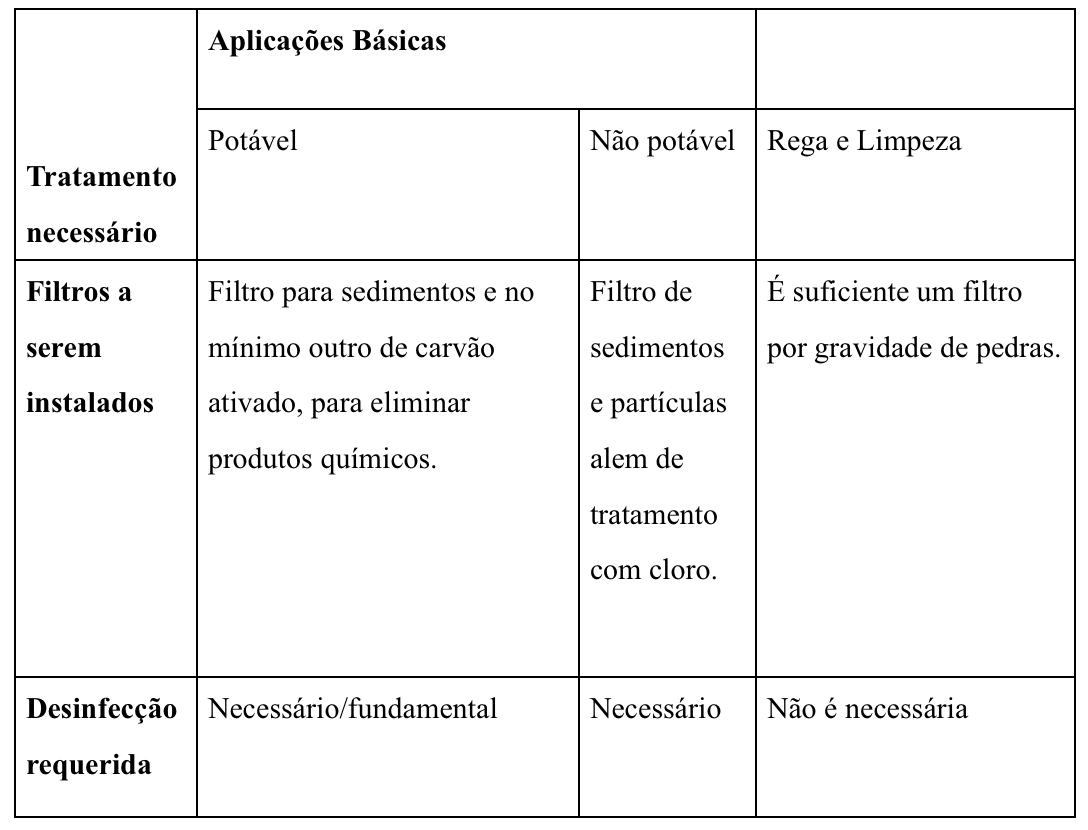 Aplicações Básicas
Tratamento
necessário
Potável
Não potável
Rega e Limpeza
Filtros a
serem
instalados
Filtro para sedimentos e no
mínimo outro de carvão
ativado, para eliminar
produtos químicos.
Filtro de
sedimentos
e partículas
alem de
tratamento
com cloro.
É suficiente um filtro
por gravidade de pedras.
Desinfecção
requerida
Necessário/fundamental
Necessário
Não é necessária